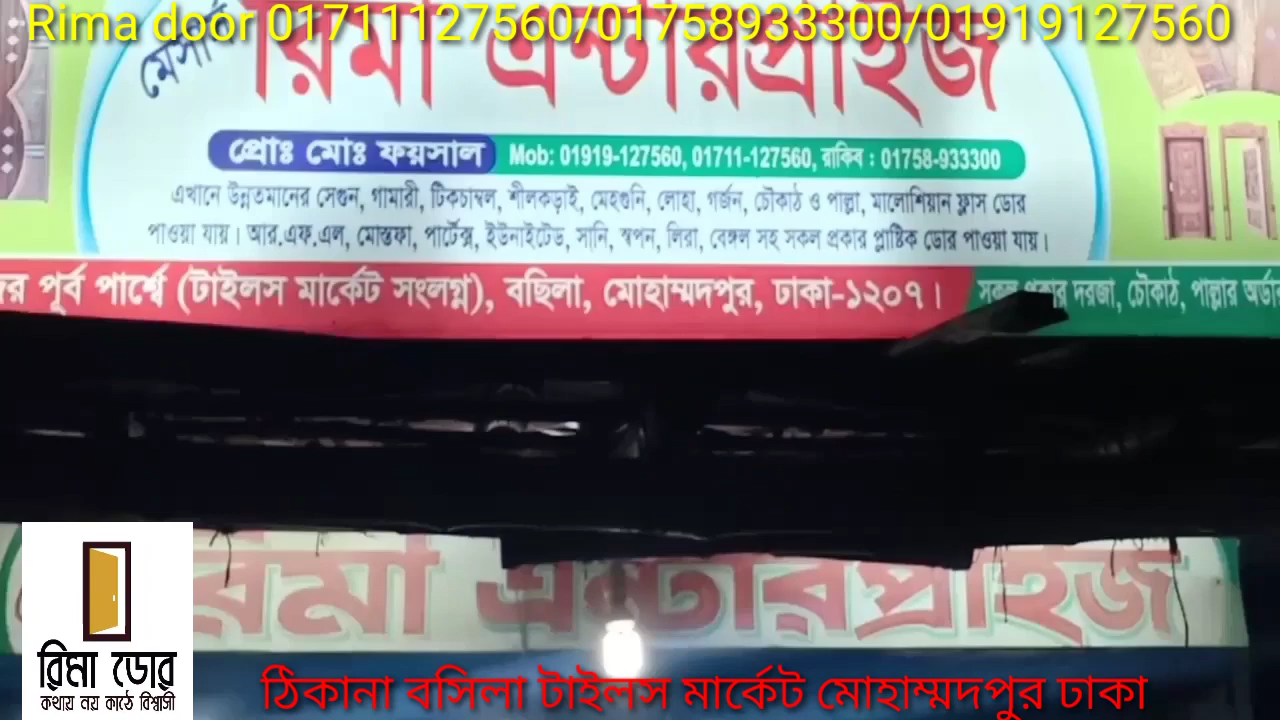 Rima door 01711127560/01758933300/01919127560
মেসার্স রিমা এন্টারপ্রাইজ
প্রোঃ মোঃ ফয়সাল
Mob: 01919-127560, 01711-127560, রাকিব : 01758-933300
এখানে উন্নতমানের সেগুন, গামারী, টিকচাম্বল, শীলকড়াই, মেহগুনি, লোহা, গর্জন, চৌকাঠ ও পাল্লা, মালোশিয়ান ফ্লাস ডোর
পাওয়া যায়। আর.এফ.এল, মোস্তফা, পার্টেক্স, ইউনাইটেড, সানি, স্বপন, লিরা, বেঙ্গল সহ সকল প্রকার প্লাষ্টিক ডোর পাওয়া যায়।
পূর্ব পার্শ্বে (টাইলস মার্কেট সংলগ্ন), বছিলা, মোহাম্মদপুর, ঢাকা-১২০৭।
সকল প্রকার দরজা, চৌকাঠ, পাল্লার
রিমা এন্টারপ্রাইজ
রিমা ডোর
কথায় নয় কাঠে বিশ্বাসী
ঠিকানা বসিলা টাইলস মার্কেট মোহাম্মদপুর ঢাকা